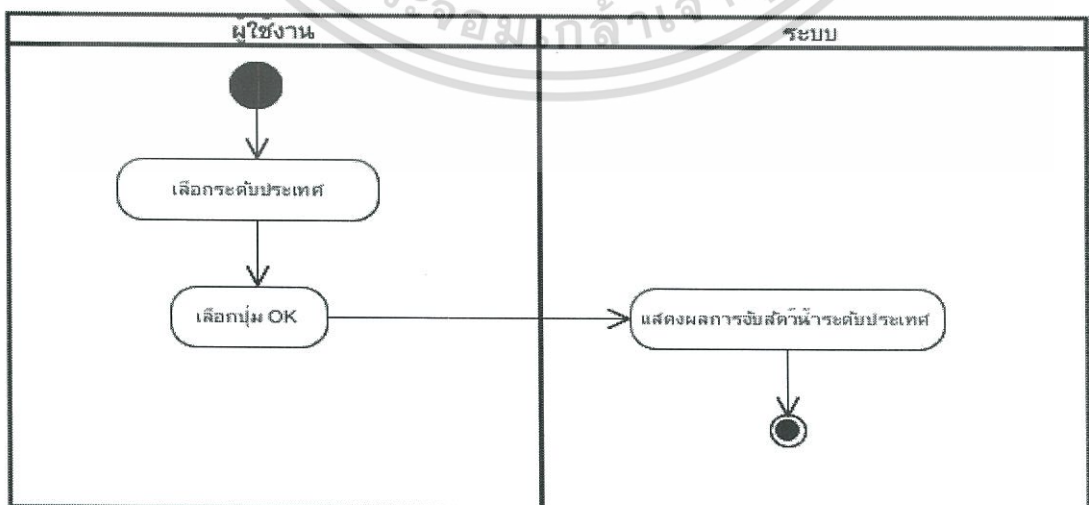 ผู้ใช้งาน
ระบบ
เลือกระดับประเทศ
เลือกปุ่ม OK
แสดงผลการจับสัตว์น้ำระดับประเทศ